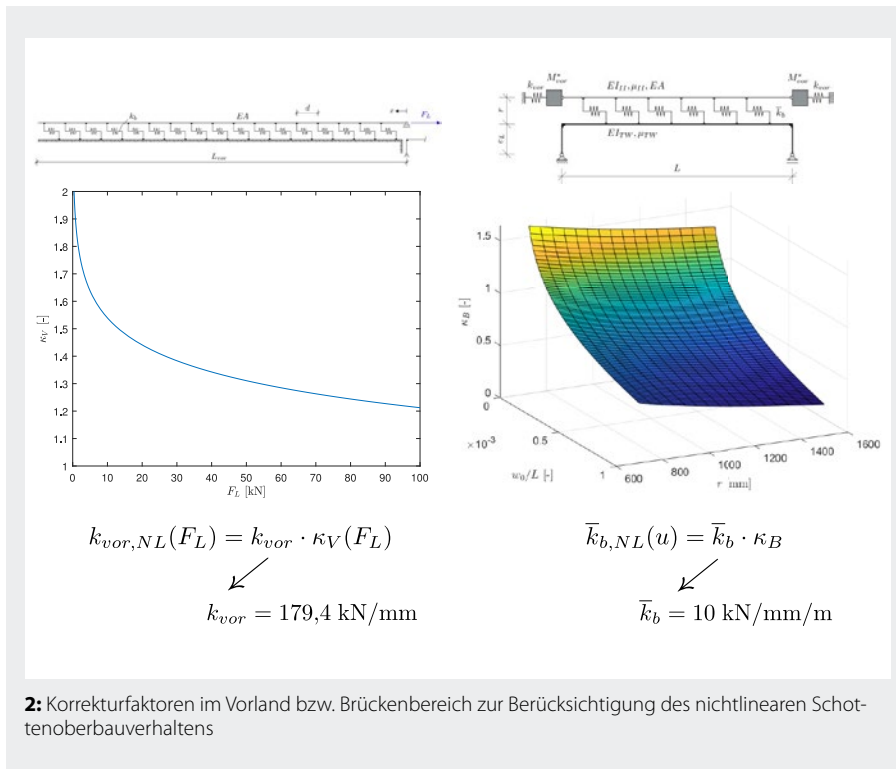 k_b
EA
d
e
F_L
L_vor
2
1.9
1.8
1.7
1.6
1.5
1.4
1.3
1.2
1.1
1
κ_V [-]
0 10 20 30 40 50 60 70 80 90 100
F_L [kN]
k_vor,NL(F_L) = k_vor · κ_V(F_L)
k_vor = 179,4 kN/mm
M*_vor M*_vor
k_vor EI_II, μ_II, EA k_vor
r
k̅_b
EI_TW, μ_TW
e_L
L
1.5
1
0.5
0
κ_B [-]
0
0.5
1
×10⁻³
w_0/L [-]
600 800 1000 1200 1400 1600
r mm]
k̅_b,NL(u) = k̅_b · κ_B
k̅_b = 10 kN/mm/m
2: Korrekturfaktoren im Vorland bzw. Brückenbereich zur Berücksichtigung des nichtlinearen Schot-
tenoberbauverhaltens